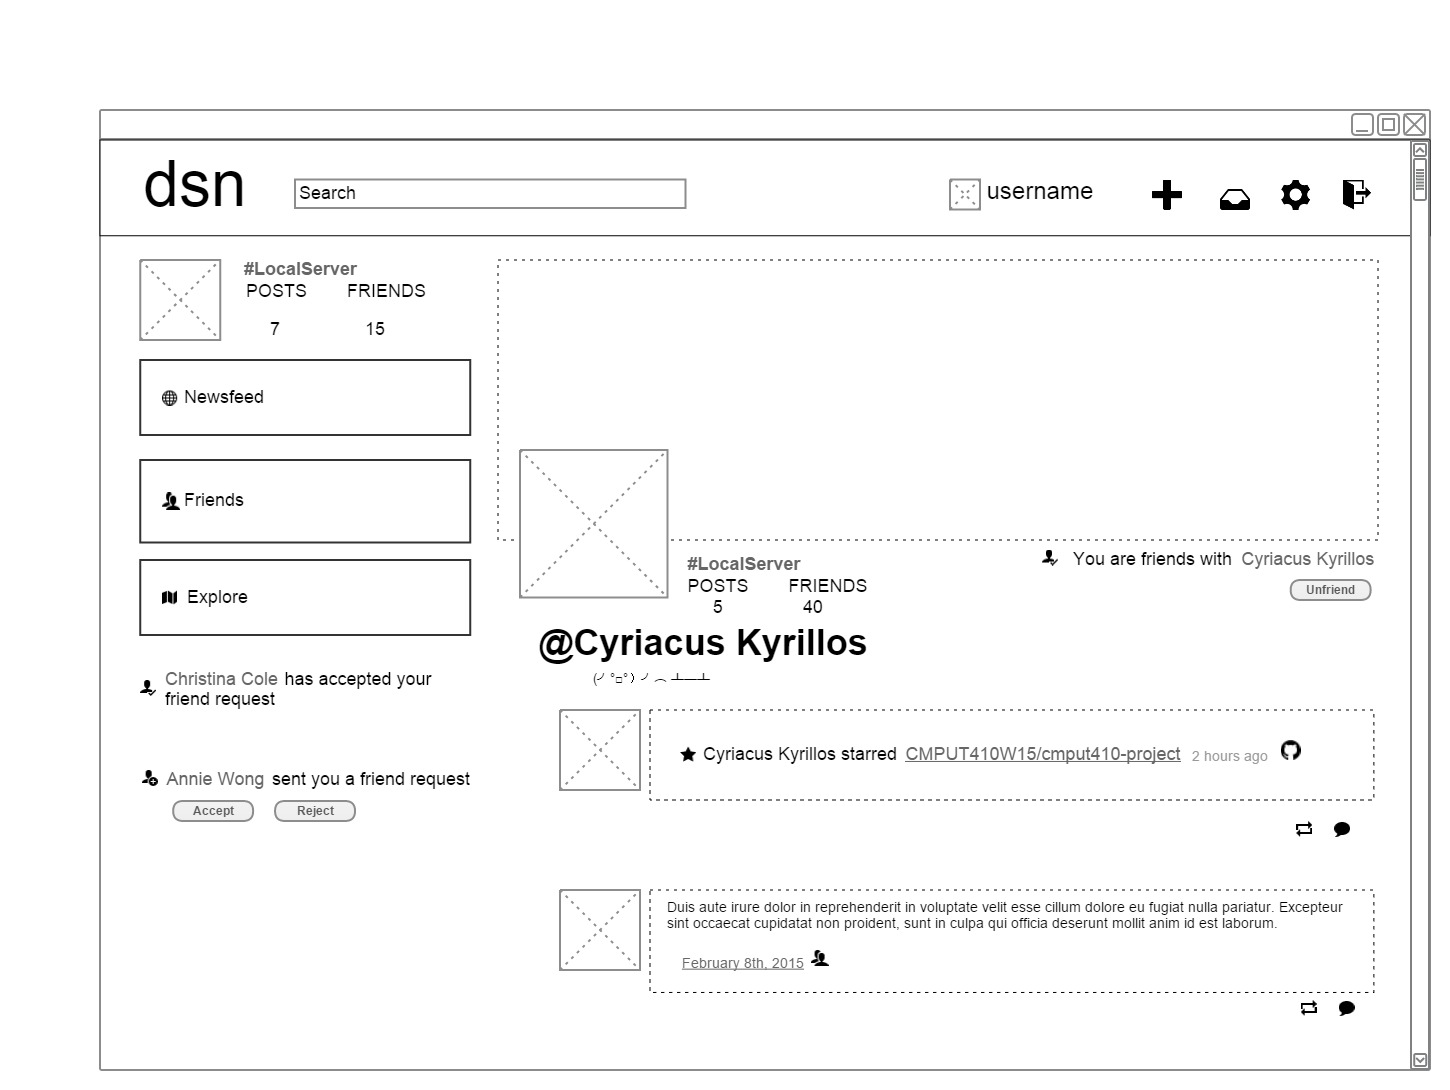 dsn
Search
username
#LocalServer
POSTS FRIENDS
7 15
Newsfeed
Friends
Explore
Christina Cole has accepted your
friend request
Annie Wong sent you a friend request
Accept Reject
#LocalServer
POSTS FRIENDS
5 40
You are friends with Cyriacus Kyrillos
Unfriend
@Cyriacus Kyrillos
(╯°□°)╯︵ ┻━┻
Cyriacus Kyrillos starred CMPUT410W15/cmput410-project 2 hours ago
Duis aute irure dolor in reprehenderit in voluptate velit esse cillum dolore eu fugiat nulla pariatur. Excepteur
sint occaecat cupidatat non proident, sunt in culpa qui officia deserunt mollit anim id est laborum.
February 8th, 2015